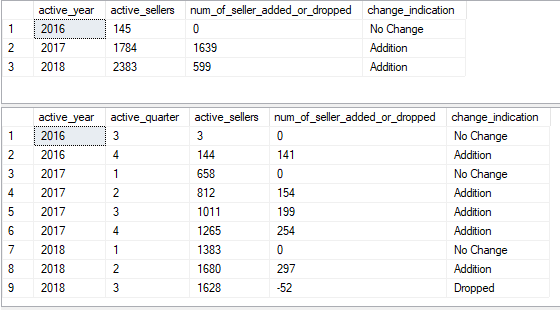 active_year active_sellers num_of_seller_added_or_dropped change_indication
1 2016 145 0 No Change
2 2017 1784 1639 Addition
3 2018 2383 599 Addition
active_year active_quarter active_sellers num_of_seller_added_or_dropped change_indication
1 2016 3 3 0 No Change
2 2016 4 144 141 Addition
3 2017 1 658 0 No Change
4 2017 2 812 154 Addition
5 2017 3 1011 199 Addition
6 2017 4 1265 254 Addition
7 2018 1 1383 0 No Change
8 2018 2 1680 297 Addition
9 2018 3 1628 -52 Dropped